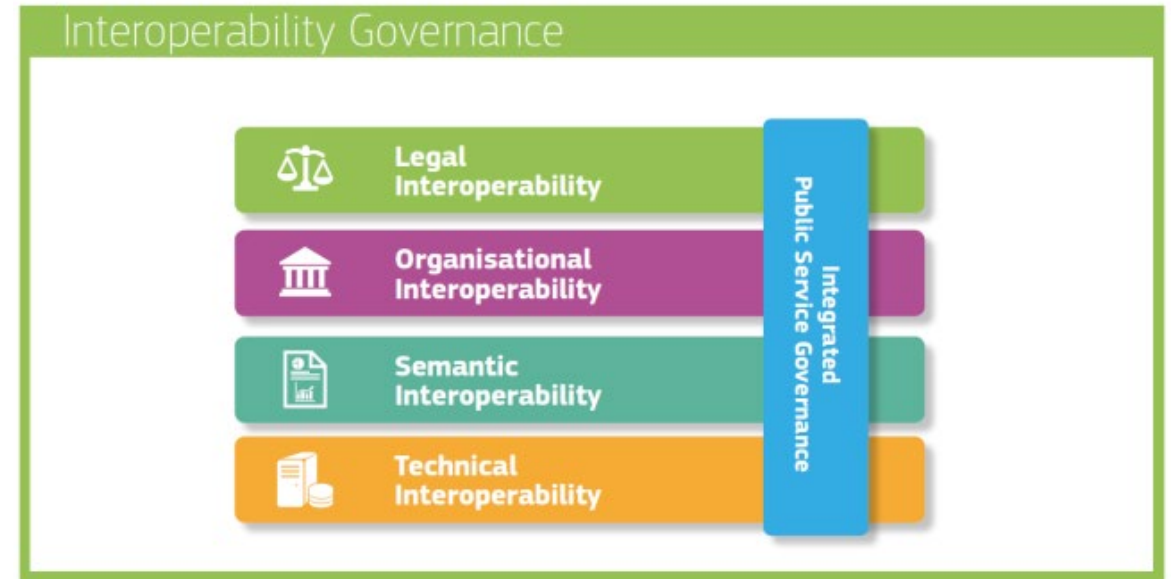 Interoperability Governance
Legal
Interoperability
Organisational
Interoperability
Semantic
Interoperability
Technical
Interoperability
Integrated
Public Service Governance